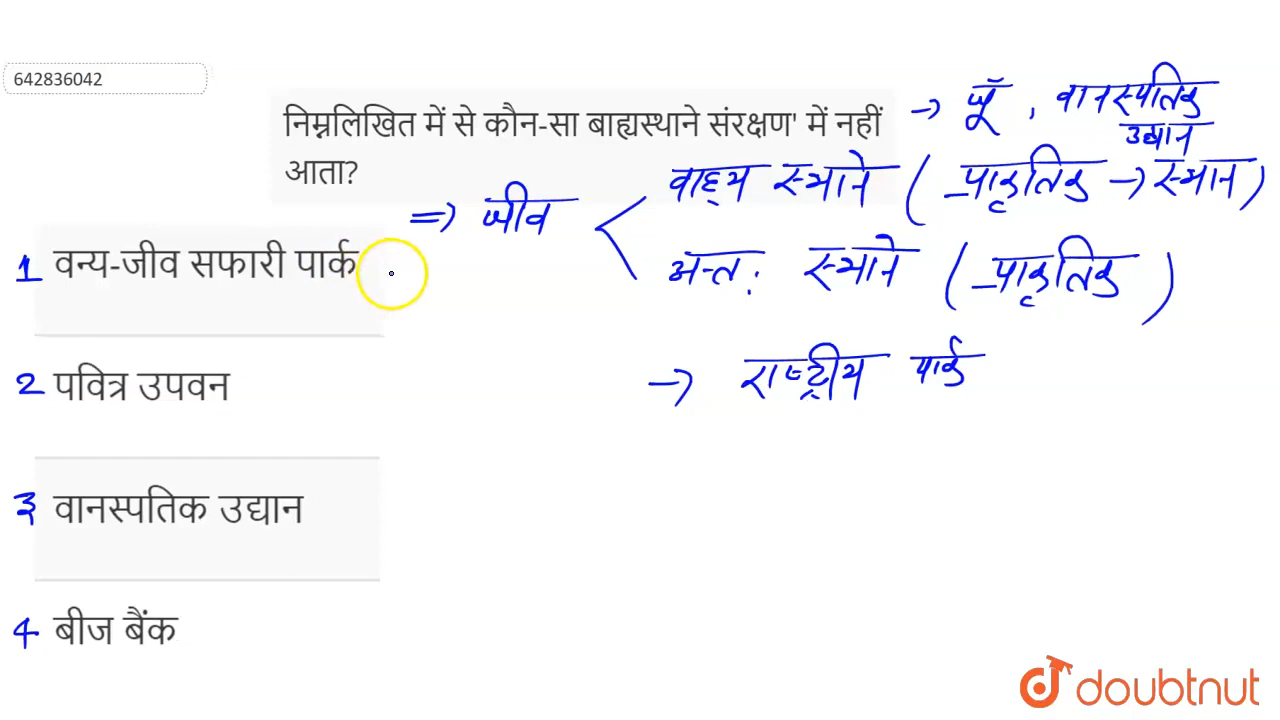 642836042
निम्नलिखित में से कौन-सा बाह्यस्थाने संरक्षण' में नहीं
आता?
→ जूँ , वानस्पतिक
उद्यान
⇒ जीव
वाह्य स्थाने ( प्राकृतिक → स्थान )
अन्त: स्थाने ( प्राकृतिक )
→ राष्ट्रीय पार्क
1 वन्य-जीव सफारी पार्क
2 पवित्र उपवन
3 वानस्पतिक उद्यान
4 बीज बैंक
doubtnut